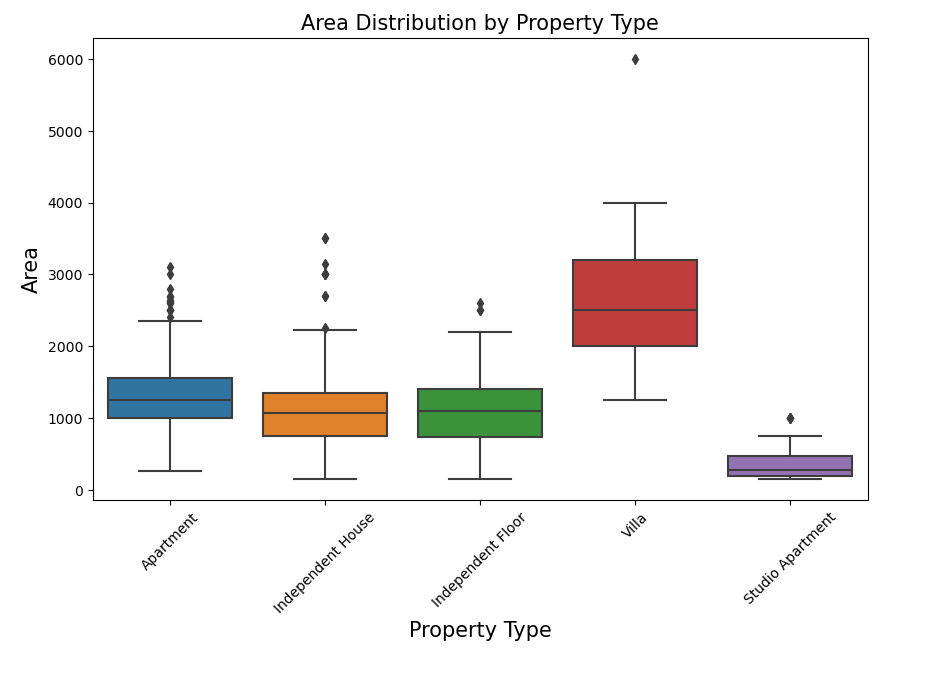 Area Distribution by Property Type
6000
5000
4000
3000
2000
1000
0
Area
Apartment
Independent House
Independent Floor
Villa
Studio Apartment
Property Type